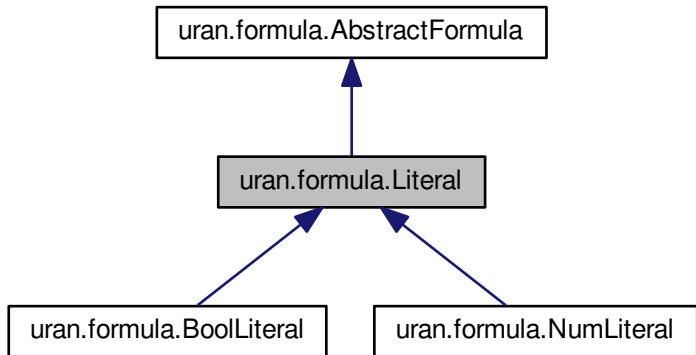 uran.formula.AbstractFormula
uran.formula.Literal
uran.formula.BoolLiteral
uran.formula.NumLiteral